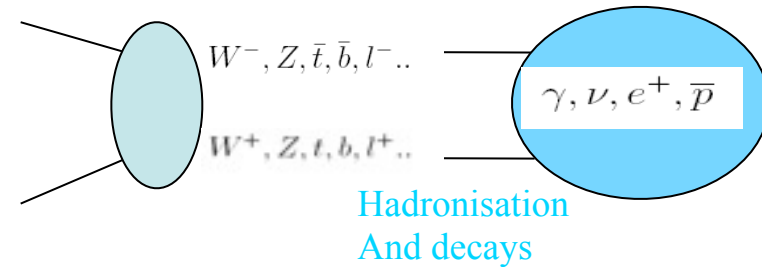 W⁻, Z, t̄, b̄, l⁻..
γ, ν, e⁺, p̅
W⁺, Z, t, b, l⁺..
Hadronisation
And decays